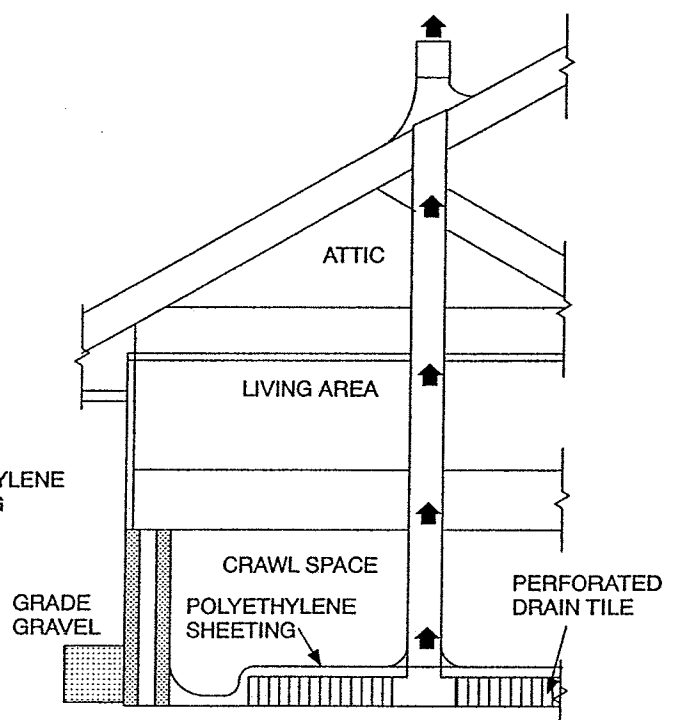 ATTIC
LIVING AREA
CRAWL SPACE
POLYETHYLENE
SHEETING
PERFORATED
DRAIN TILE
GRADE
GRAVEL
YLENE